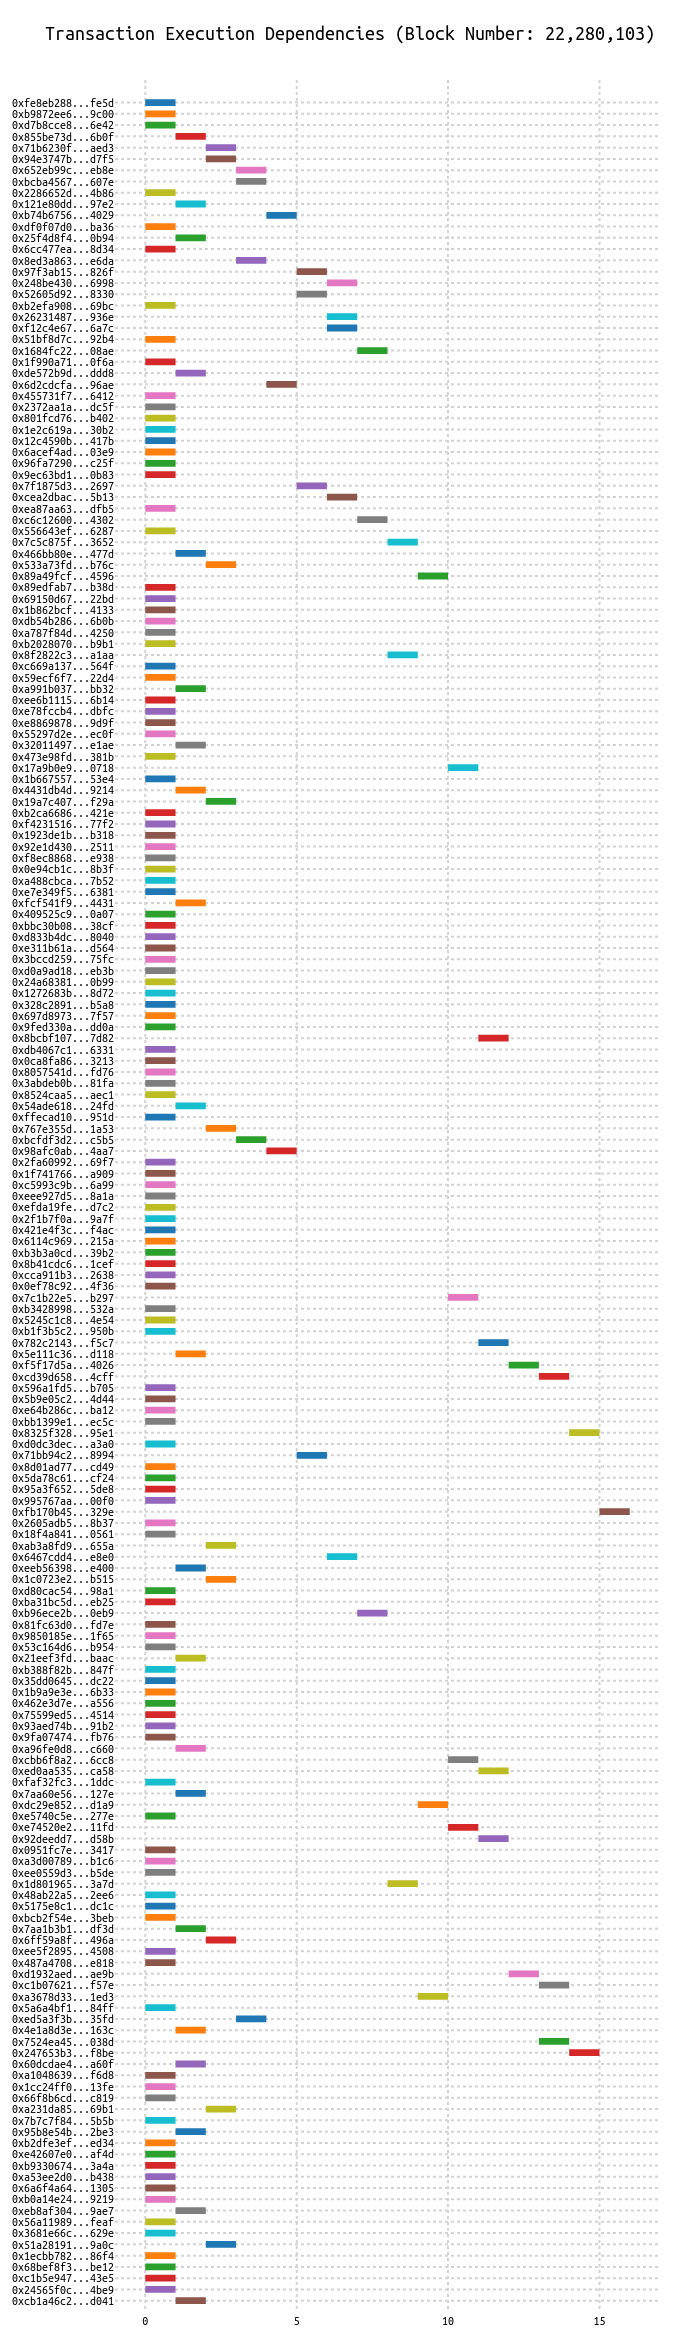 Transaction Execution Dependencies (Block Number: 22,280,103)
0xfe8eb288...fe5d
0xb9872ee6...9c00
0xd7b8cce8...6e42
0x855be73d...6b0f
0x71b6230f...aed3
0x94e3747b...d7f5
0x652eb99c...eb8e
0xbcba4567...607e
0x2286652d...4b86
0x121e80dd...97e2
0xb74b6756...4029
0xdf0f07d0...ba36
0x25f4d8f4...0b94
0x6cc477ea...8d34
0x8ed3a863...e6da
0x97f3ab15...826f
0x248be430...6998
0x52605d92...8330
0xb2efa908...69bc
0x26231487...936e
0xf12c4e67...6a7c
0x51bf8d7c...92b4
0x1684fc22...08ae
0x1f990a71...0f6a
0xde572b9d...ddd8
0x6d2cdcfa...96ae
0x455731f7...6412
0x2372aa1a...dc5f
0x801fcd76...b402
0x1e2c619a...30b2
0x12c4590b...417b
0x6acef4ad...03e9
0x96fa7290...c25f
0x9ec63bd1...0b83
0x7f1875d3...2697
0xcea2dbac...5b13
0xea87aa63...dfb5
0xc6c12600...4302
0x556643ef...6287
0x7c5c875f...3652
0x466bb80e...477d
0x533a73fd...b76c
0x89a49fcf...4596
0x89edfab7...b38d
0x69150d67...22bd
0x1b862bcf...4133
0xdb54b286...6b0b
0xa787f84d...4250
0xb2028070...b9b1
0x8f2822c3...a1aa
0xc669a137...564f
0x59ecf6f7...22d4
0xa991b037...bb32
0xee6b1115...6b14
0xe78fccb4...dbfc
0xe8869878...9d9f
0x55297d2e...ec0f
0x32011497...e1ae
0x473e98fd...381b
0x17a9b0e9...0718
0x1b667557...53e4
0x4431db4d...9214
0x19a7c407...f29a
0xb2ca6686...421e
0xf4231516...77f2
0x1923de1b...b318
0x92e1d430...2511
0xf8ec8868...e938
0x0e94cb1c...8b3f
0xa488cbca...7b52
0xe7e349f5...6381
0xfcf541f9...4431
0x409525c9...0a07
0xbbc30b08...38cf
0xd833b4dc...8040
0xe311b61a...d564
0x3bccd259...75fc
0xd0a9ad18...eb3b
0x24a68381...0b99
0x1272683b...8d72
0x328c2891...b5a8
0x697d8973...7f57
0x9fed330a...dd0a
0x8bcbf107...7d82
0xdb4067c1...6331
0x0ca8fa86...3213
0x8057541d...fd76
0x3abdeb0b...81fa
0x8524caa5...aec1
0x54ade618...24fd
0xffecad10...951d
0x767e355d...1a53
0xbcfdf3d2...c5b5
0x98afc0ab...4aa7
0x2fa60992...69f7
0x1f741766...a909
0xc5993c9b...6a99
0xeee927d5...8a1a
0xefda19fe...d7c2
0x2f1b7f0a...9a7f
0x421e4f3c...f4ac
0x6114c969...215a
0xb3b3a0cd...39b2
0x8b41cdc6...1cef
0xcca911b3...2638
0x0ef78c92...4f36
0x7c1b22e5...b297
0xb3428998...532a
0x5245c1c8...4e54
0xb1f3b5c2...950b
0x782c2143...f5c7
0x5e111c36...d118
0xf5f17d5a...4026
0xcd39d658...4cff
0x596a1fd5...b705
0x5b9e05c2...4d44
0xe64b286c...ba12
0xbb1399e1...ec5c
0x8325f328...95e1
0xd0dc3dec...a3a0
0x71bb94c2...8994
0x8d01ad77...cd49
0x5da78c61...cf24
0x95a3f652...5de8
0x995767aa...00f0
0xfb170b45...329e
0x2605adb5...8b37
0x18f4a841...0561
0xab3a8fd9...655a
0x6467cdd4...e8e0
0xeeb56398...e400
0x1c0723e2...b515
0xd80cac54...98a1
0xba31bc5d...eb25
0xb96ece2b...0eb9
0x81fc63d0...fd7e
0x9850185e...1f65
0x53c164d6...b954
0x21eef3fd...baac
0xb388f82b...847f
0x35dd0645...dc22
0x1b9a9e3e...6b33
0x462e3d7e...a556
0x75599ed5...4514
0x93aed74b...91b2
0x9fa07474...fb76
0xa96fe0d8...c660
0xcbb6f8a2...6cc8
0xed0aa535...ca58
0xfaf32fc3...1ddc
0x7aa60e56...127e
0xdc29e852...d1a9
0xe5740c5e...277e
0xe74520e2...11fd
0x92deedd7...d58b
0x0951fc7e...3417
0xa3d00789...b1c6
0xee0559d3...b5de
0x1d801965...3a7d
0x48ab22a5...2ee6
0x5175e8c1...dc1c
0xbcb2f54e...3beb
0x7aa1b3b1...df3d
0x6ff59a8f...496a
0xee5f2895...4508
0x487a4708...e818
0xd1932aed...ae9b
0xc1b07621...f57e
0xa3678d33...1ed3
0x5a6a4bf1...84ff
0xed5a3f3b...35fd
0x4e1a8d3e...163c
0x7524ea45...038d
0x247653b3...f8be
0x60dcdae4...a60f
0xa1048639...f6d8
0x1cc24ff0...13fe
0x66f8b6cd...c819
0xa231da85...69b1
0x7b7c7f84...5b5b
0x95b8e54b...2be3
0xb2dfe3ef...ed34
0xe42607e0...af4d
0xb9330674...3a4a
0xa53ee2d0...b438
0x6a6f4a64...1305
0xb0a14e24...9219
0xeb8af304...9ae7
0x56a11989...feaf
0x3681e66c...629e
0x51a28191...9a0c
0x1ecbb782...86f4
0x68bef8f3...be12
0xc1b5e947...43e5
0x24565f0c...4be9
0xcb1a46c2...d041
0 5 10 15